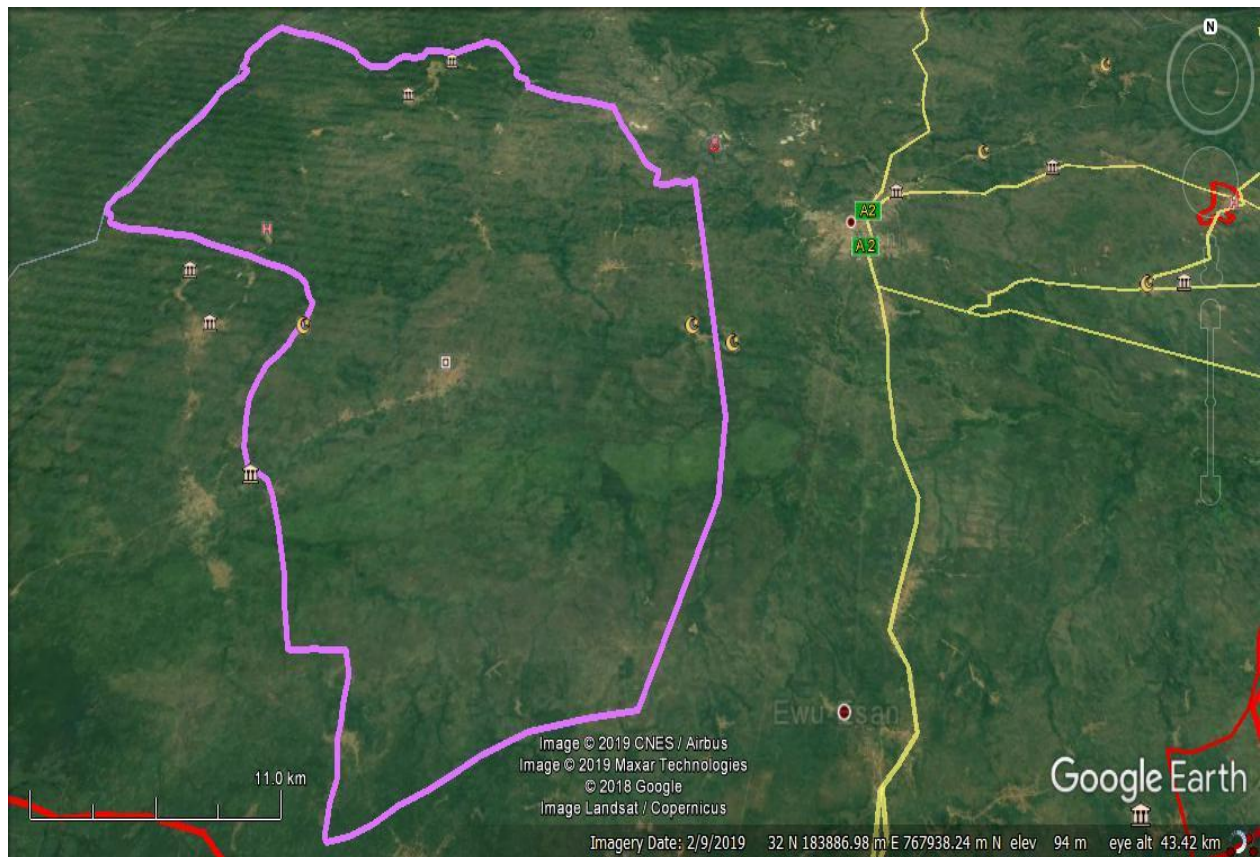 N
A2
A 2
H
Ewu
11.0 km
Image © 2019 CNES / Airbus
Image © 2019 Maxar Technologies
© 2018 Google
Image Landsat / Copernicus
Google Earth
Imagery Date: 2/9/2019 32 N 183886.98 m E 767938.24 m N elev 94 m eye alt 43.42 km